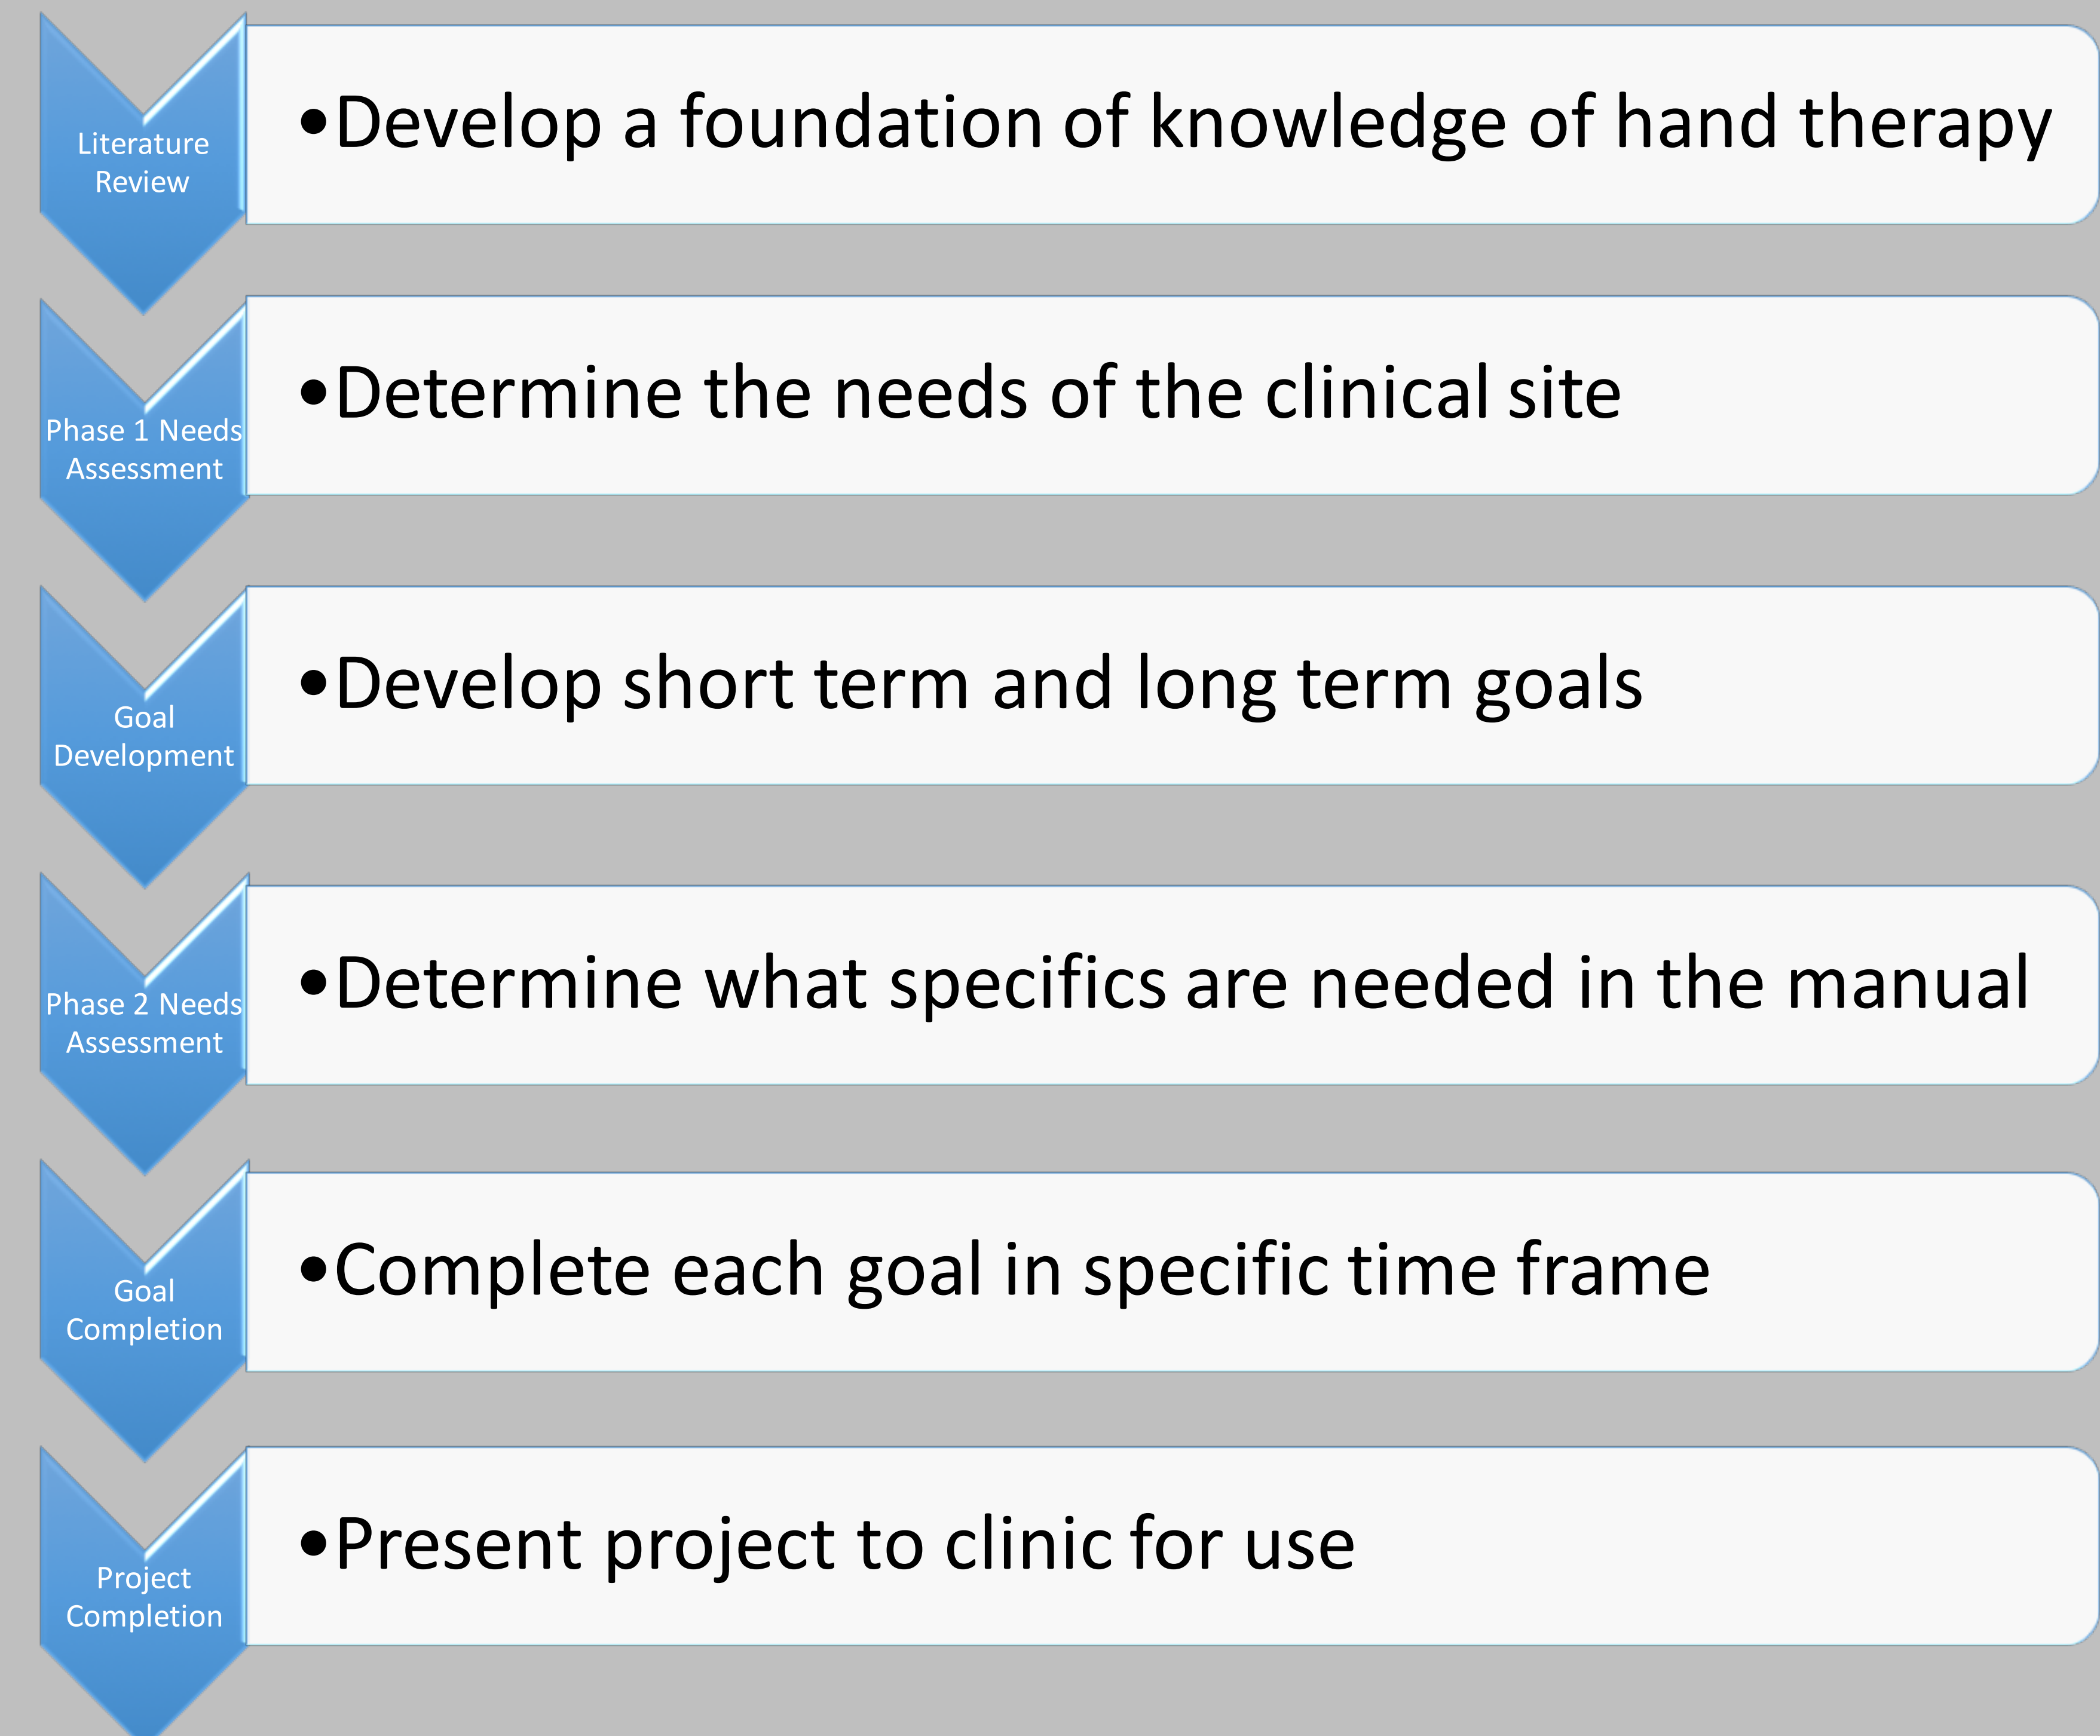 Literature
Review
•Develop a foundation of knowledge of hand therapy
Phase 1 Needs
Assessment
•Determine the needs of the clinical site
Goal
Development
•Develop short term and long term goals
Phase 2 Needs
Assessment
•Determine what specifics are needed in the manual
Goal
Completion
•Complete each goal in specific time frame
Project
Completion
•Present project to clinic for use